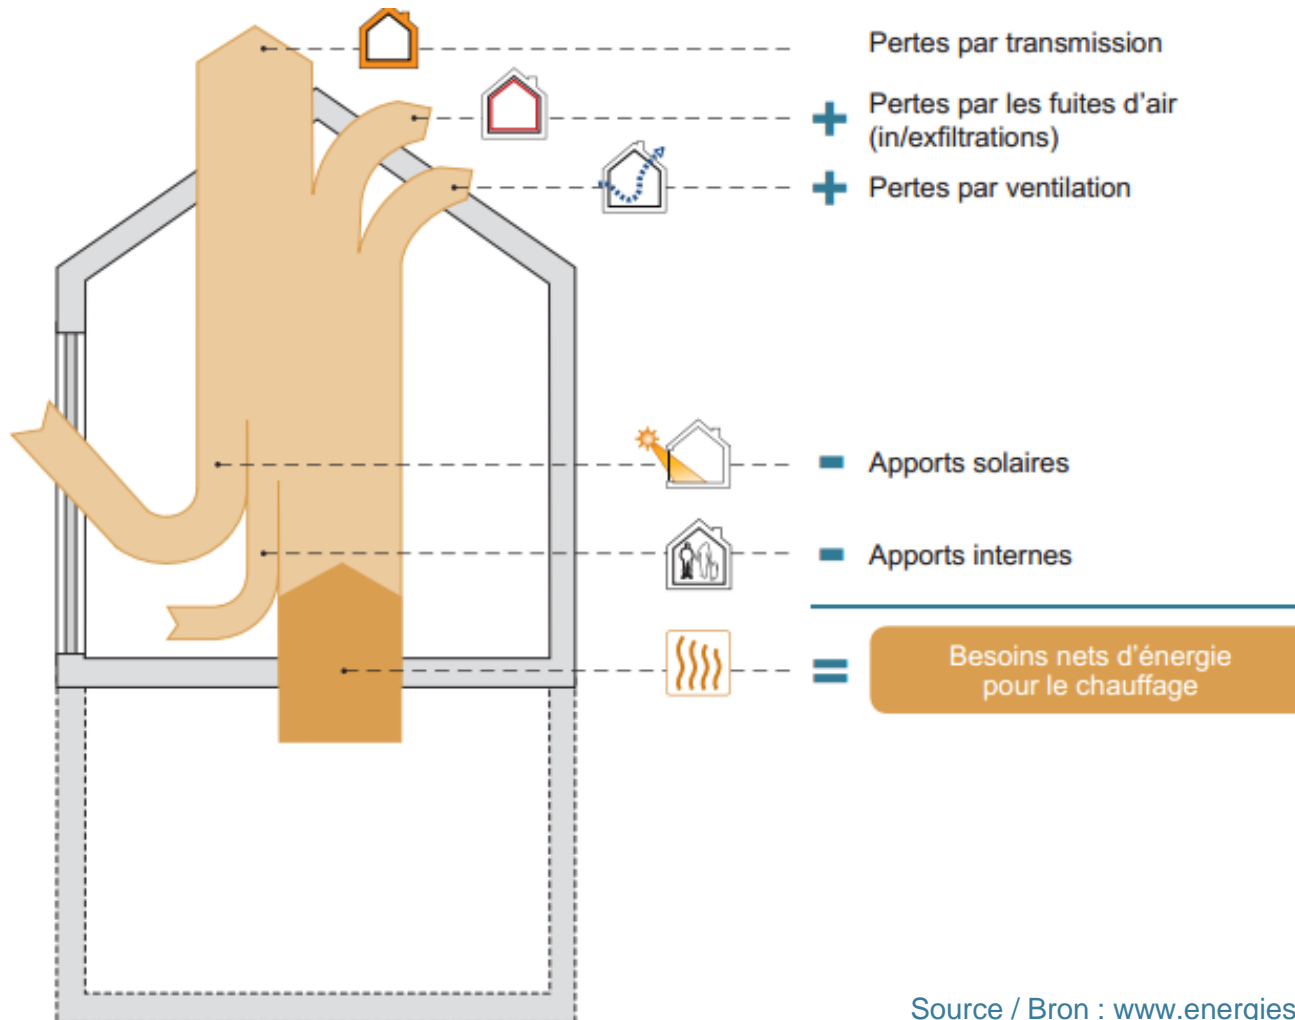 Pertes par transmission
+ Pertes par les fuites d'air
(in/exfiltrations)
+ Pertes par ventilation
- Apports solaires
- Apports internes
= Besoins nets d'énergie
pour le chauffage
Source / Bron : www.energies